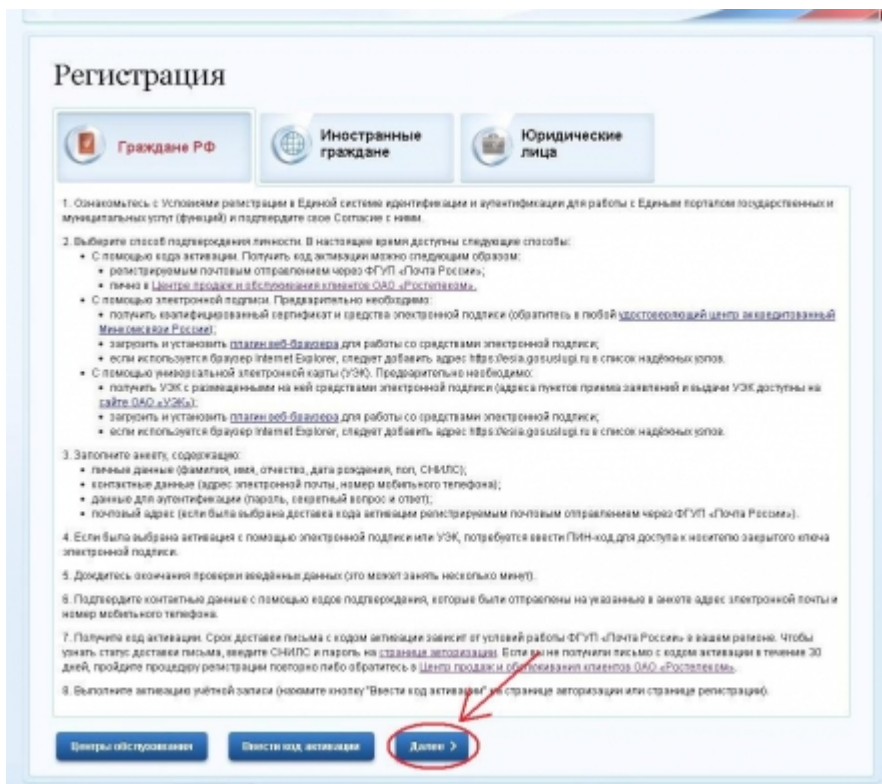 Регистрация
Граждане РФ
Иностранные
граждане
Юридические
лица
1. Ознакомьтесь с Условиями регистрации в Единой системе идентификации и аутентификации для работы с Единым порталом государственных и
муниципальных услуг (функций) и подтвердите свое Согласие с ними.
2. Выберите способ подтверждения личности. В настоящее время доступны следующие способы:
• С помощью кода активации. Получить код активации можно следующим образом:
• регистрируемым почтовым отправлением через ФГУП «Почта России»;
• лично в Центре продаж и обслуживания клиентов ОАО «Ростелеком».
• С помощью электронной подписи. Предварительно необходимо:
• получить квалифицированный сертификат и средства электронной подписи (обратитесь в любой удостоверяющий центр аккредитованный
Минкомсвязи России);
• загрузить и установить плагин веб-браузера для работы со средствами электронной подписи;
• если используется браузер Internet Explorer, следует добавить адрес https://esia.gosuslugi.ru в список надёжных узлов.
• С помощью универсальной электронной карты (УЭК). Предварительно необходимо:
• получить УЭК с размещенными на ней средствами электронной подписи (адреса пунктов приема заявлений и выдачи УЭК доступны на
сайте ОАО «УЭК»);
• загрузить и установить плагин веб-браузера для работы со средствами электронной подписи;
• если используется браузер Internet Explorer, следует добавить адрес https://esia.gosuslugi.ru в список надёжных узлов.
3. Заполните анкету, содержащую:
• личные данные (фамилия, имя, отчество, дата рождения, пол, СНИЛС);
• контактные данные (адрес электронной почты, номер мобильного телефона);
• данные для аутентификации (пароль, секретный вопрос и ответ);
• почтовый адрес (если была выбрана доставка кода активации регистрируемым почтовым отправлением через ФГУП «Почта России»).
4. Если была выбрана активация с помощью электронной подписи или УЭК, потребуется ввести ПИН-код для доступа к носителю закрытого ключа
электронной подписи.
5. Дождитесь окончания проверки введённых данных (это может занять несколько минут).
6. Подтвердите контактные данные с помощью кодов подтверждения, которые были отправлены на указанные в анкете адрес электронной почты и
номер мобильного телефона.
7. Получите код активации. Срок доставки письма с кодом активации зависит от условий работы ФГУП «Почта России» в вашем регионе. Чтобы
узнать статус доставки письма, введите СНИЛС и пароль на странице авторизации. Если вы не получили письмо с кодом активации в течение 30
дней, пройдите процедуру регистрации повторно либо обратитесь в Центр продаж и обслуживания клиентов ОАО «Ростелеком».
8. Выполните активацию учётной записи (нажмите кнопку "Ввести код активации" на странице авторизации или странице регистрации).
Центры обслуживания
Ввести код активации
Далее >